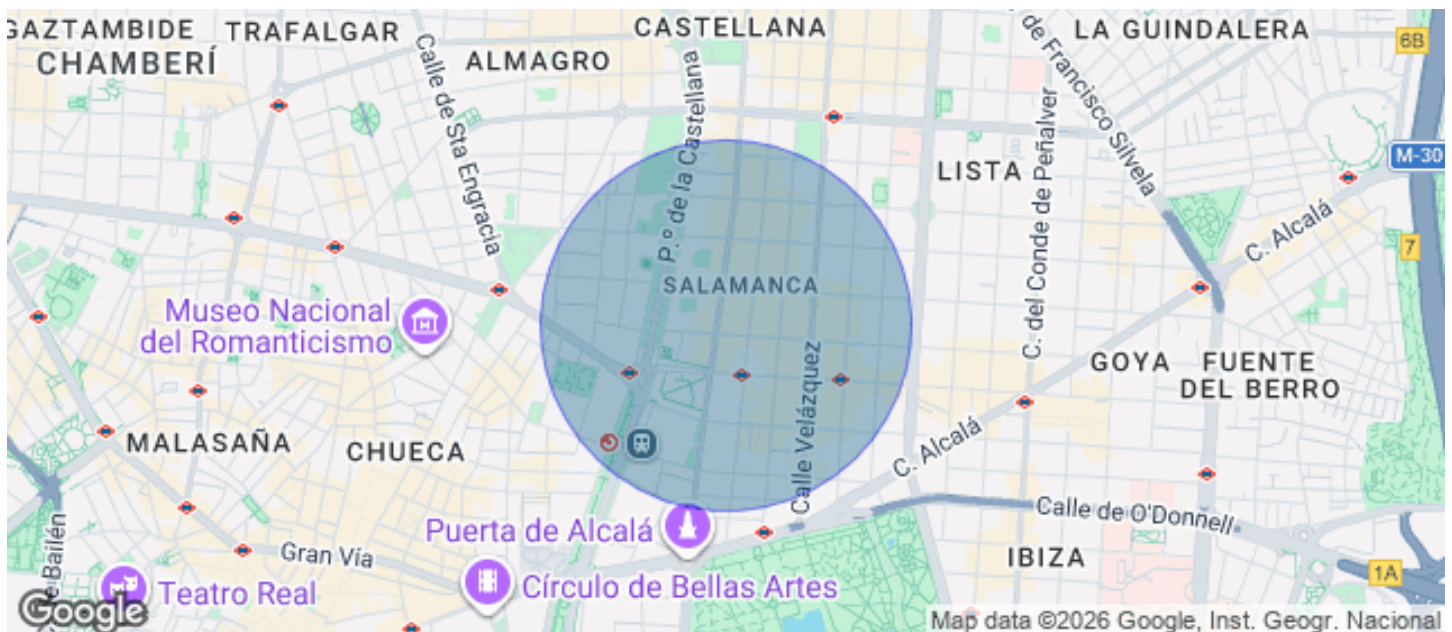 GAZTAMBIDE
TRAFALGAR
CASTELLANA
LA GUINDALERA
6B
CHAMBERÍ
ALMAGRO
Calle de Sta Engracia
P.º de la Castellana
de Francisco Silvela
C. del Conde de Peñalver
M-30
LISTA
C. Alcalá
7
SALAMANCA
Museo Nacional
del Romanticismo
Calle Velázquez
GOYA
FUENTE
DEL BERRO
MALASAÑA
CHUECA
C. Alcalá
Calle de O'Donnell
Puerta de Alcalá
Gran Vía
IBIZA
Bailén
Teatro Real
Círculo de Bellas Artes
1A
Google
Map data ©2026 Google, Inst. Geogr. Nacional